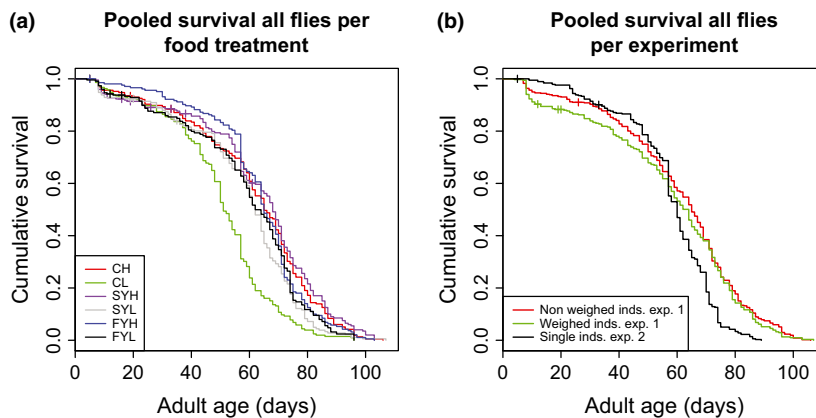 (a)
Pooled survival all flies per
food treatment
Cumulative survival
1.0
0.8
0.6
0.4
0.2
0.0
CH
CL
SYH
SYL
FYH
FYL
0 20 40 60 80 100
Adult age (days)
(b)
Pooled survival all flies
per experiment
Cumulative survival
1.0
0.8
0.6
0.4
0.2
0.0
Non weighed inds. exp. 1
Weighed inds. exp. 1
Single inds. exp. 2
0 20 40 60 80 100
Adult age (days)